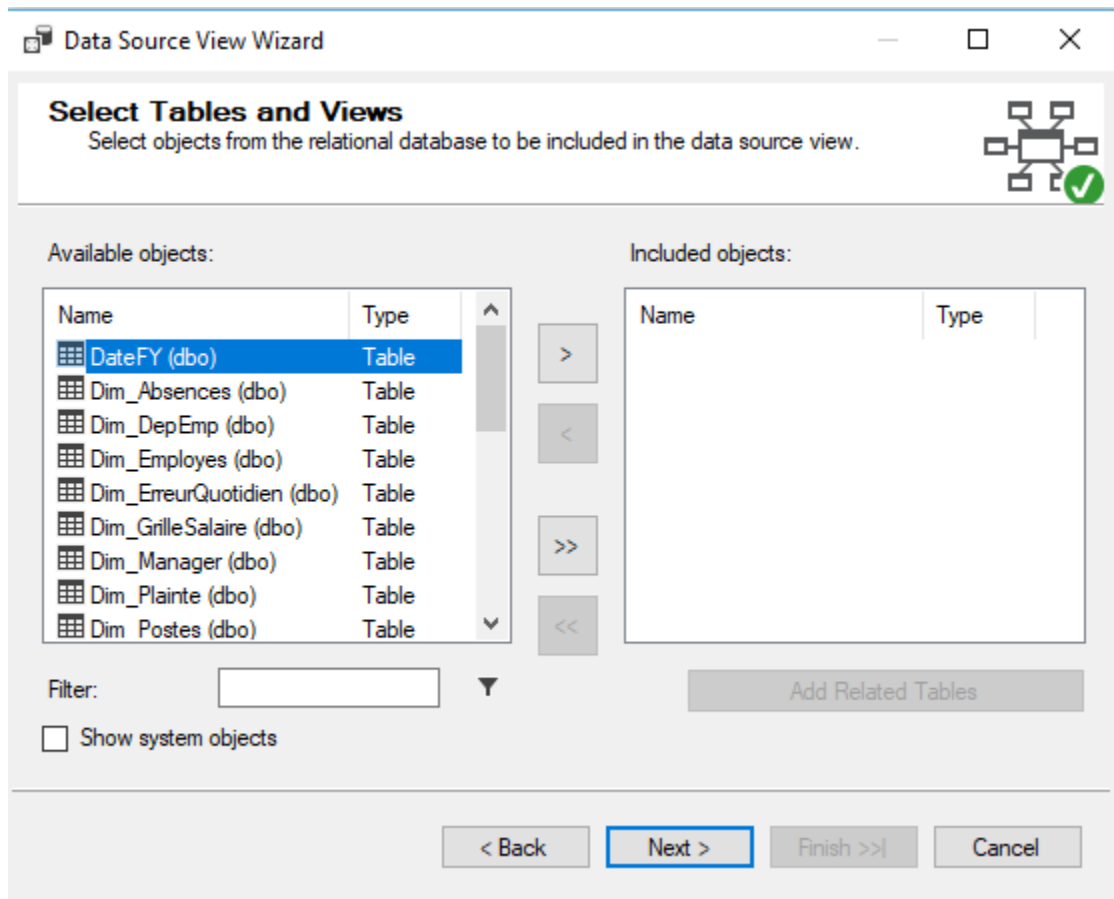 Data Source View Wizard
Select Tables and Views
Select objects from the relational database to be included in the data source view.
Available objects:
Included objects:
Name Type
Name Type
DateFY (dbo) Table
Dim_Absences (dbo) Table
Dim_DepEmp (dbo) Table
Dim_Employes (dbo) Table
Dim_ErreurQuotidien (dbo) Table
Dim_GrilleSalaire (dbo) Table
Dim_Manager (dbo) Table
Dim_Plainte (dbo) Table
Dim_Postes (dbo) Table
>
<
>>
<<
Filter:
Add Related Tables
Show system objects
< Back
Next >
Finish >>|
Cancel